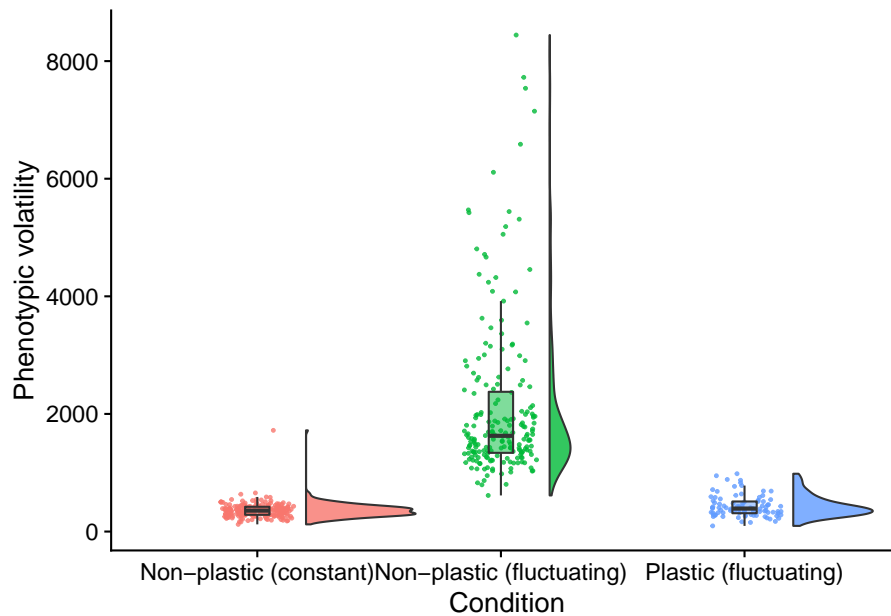 Phenotypic volatility
8000
6000
4000
2000
0
Non−plastic (constant)
Non−plastic (fluctuating)
Plastic (fluctuating)
Condition